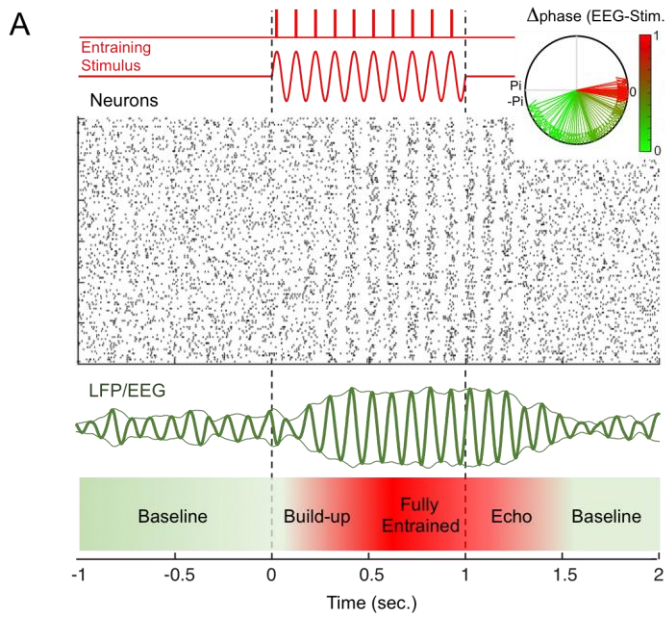 A
Entraining
Stimulus
Δphase (EEG-Stim.
1
Pi
-Pi
0
0
Neurons
LFP/EEG
Baseline
Build-up
Fully
Entrained
Echo
Baseline
-1
-0.5
0
0.5
1
1.5
2
Time (sec.)